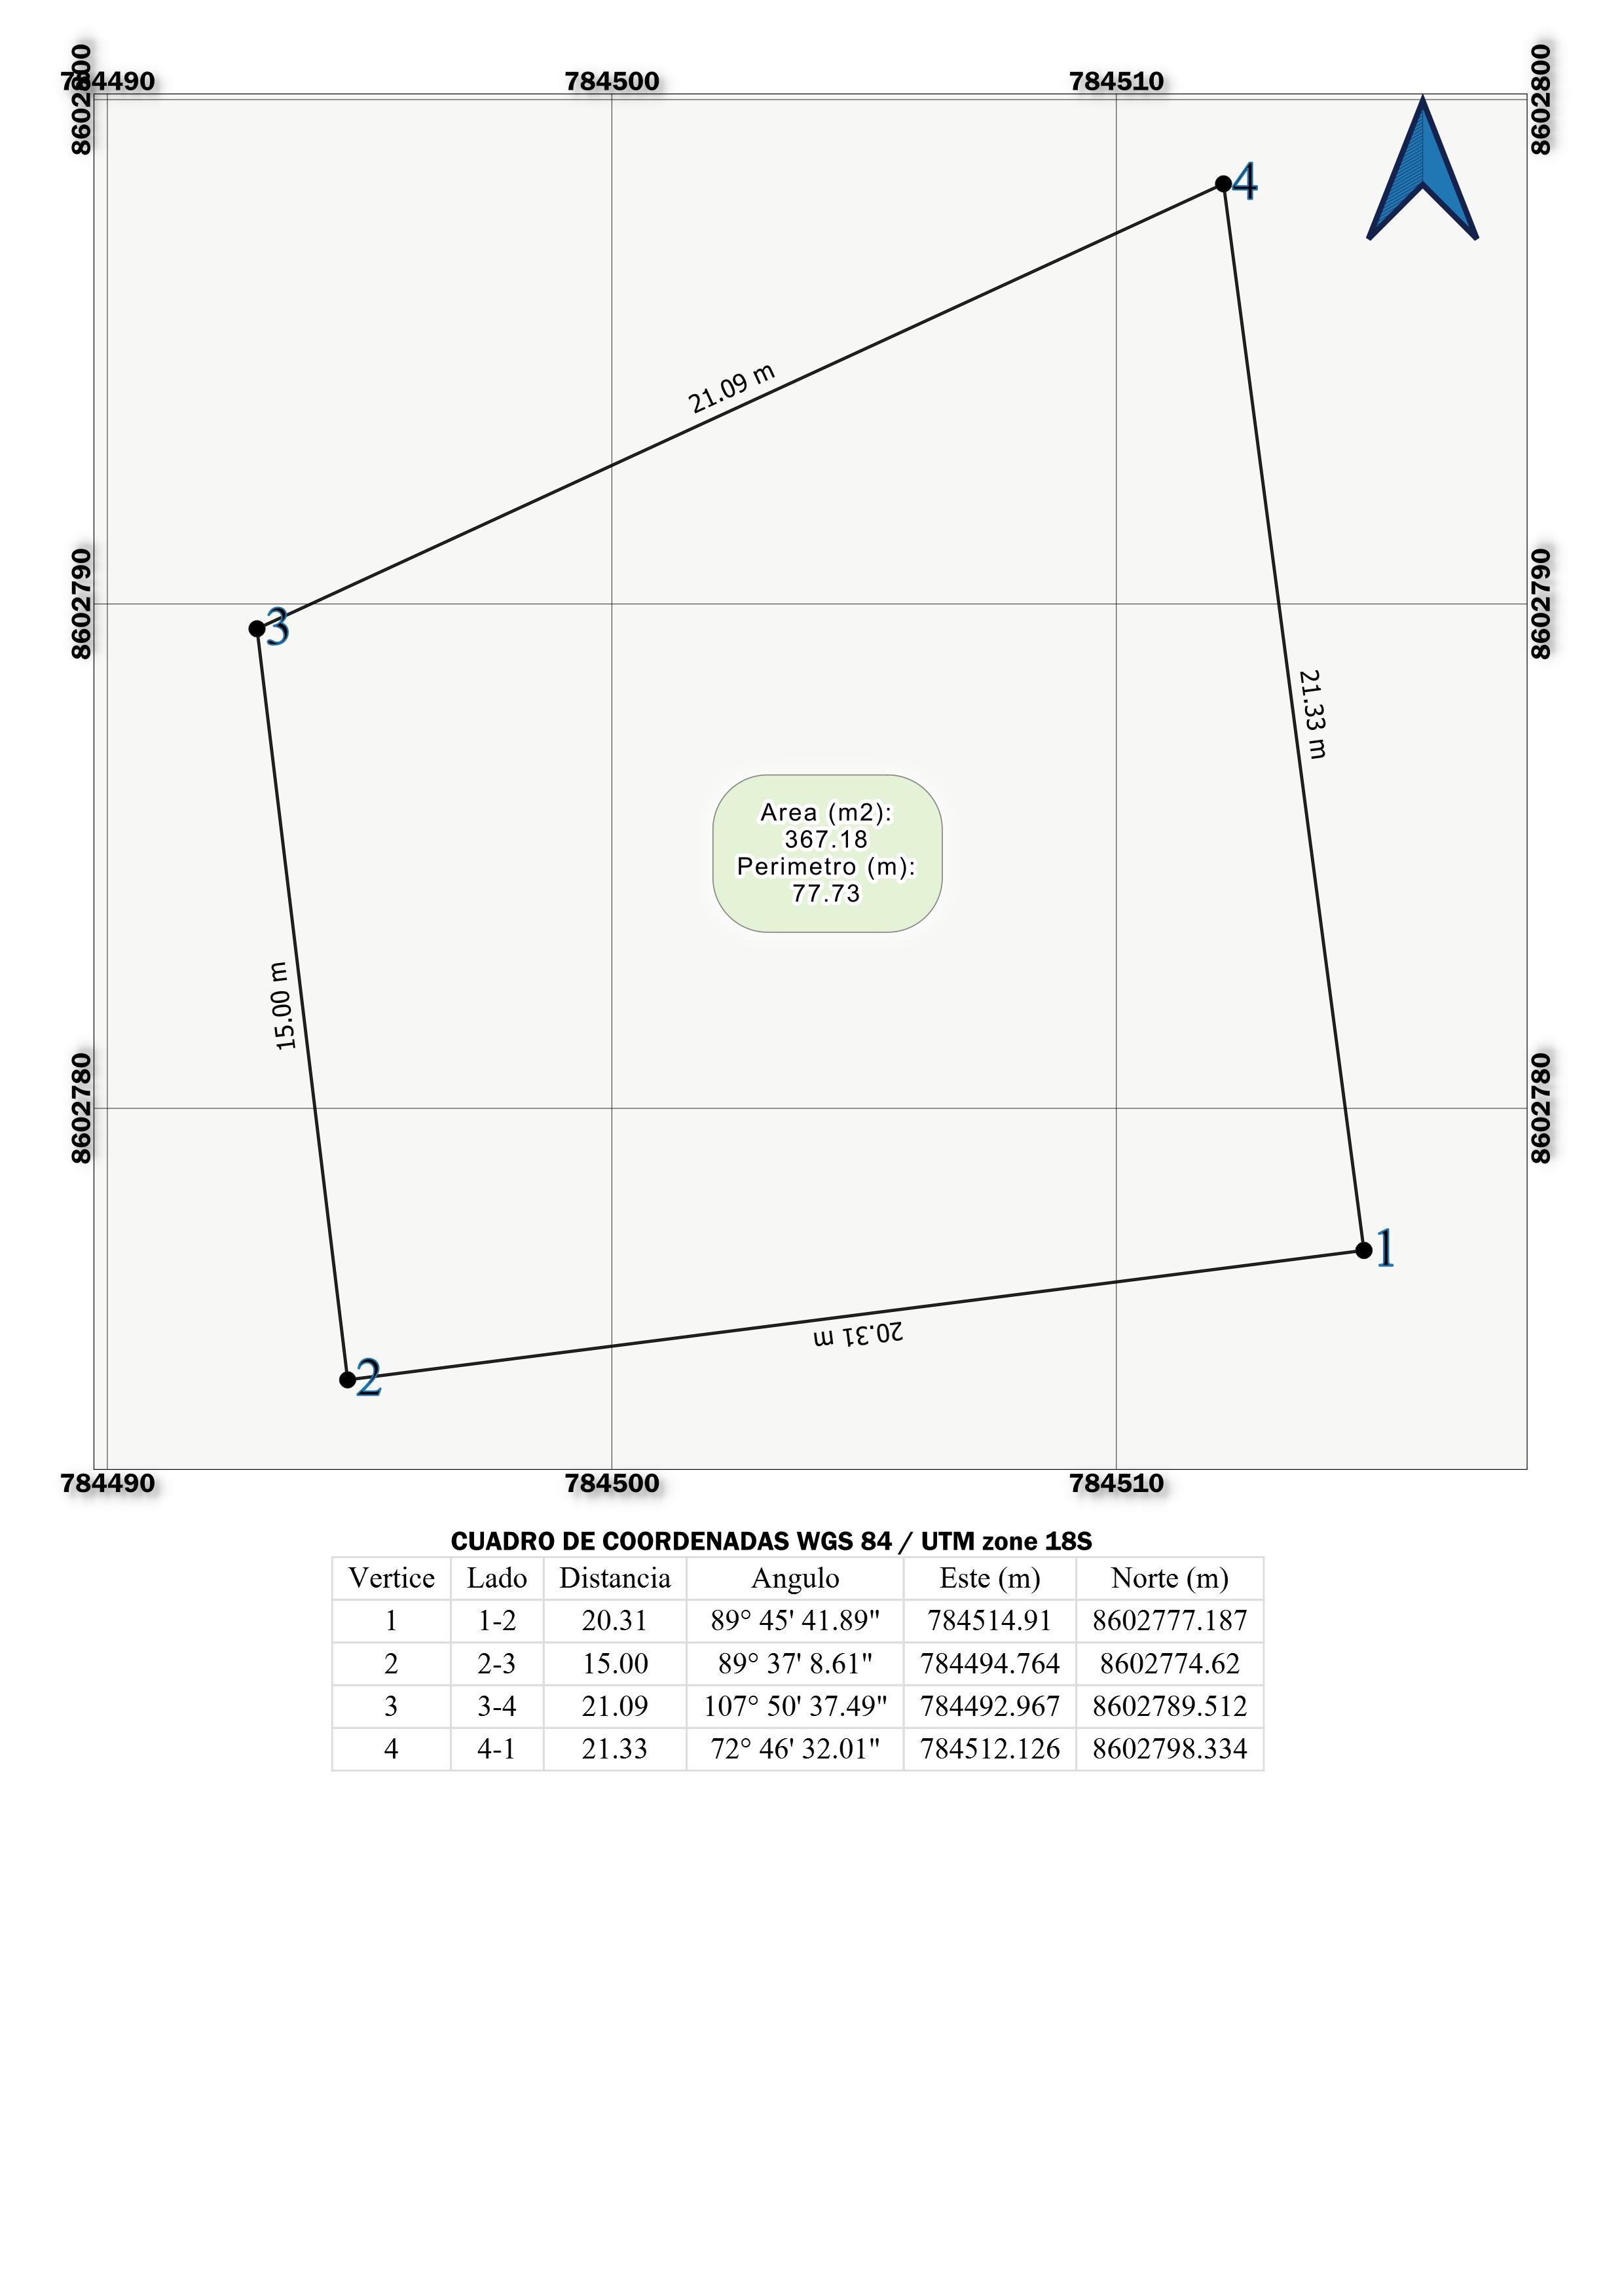 784490 784500 784510
8602800 8602800
4
21.09 m
8602790 8602790
3
21.33 m
Area (m2):
367.18
Perimetro (m):
77.73
15.00 m
8602780 8602780
1
20.31 m
2
784490 784500 784510
CUADRO DE COORDENADAS WGS 84 / UTM zone 18S
Vertice Lado Distancia Angulo Este (m) Norte (m)
1 1-2 20.31 89° 45' 41.89" 784514.91 8602777.187
2 2-3 15.00 89° 37' 8.61" 784494.764 8602774.62
3 3-4 21.09 107° 50' 37.49" 784492.967 8602789.512
4 4-1 21.33 72° 46' 32.01" 784512.126 8602798.334